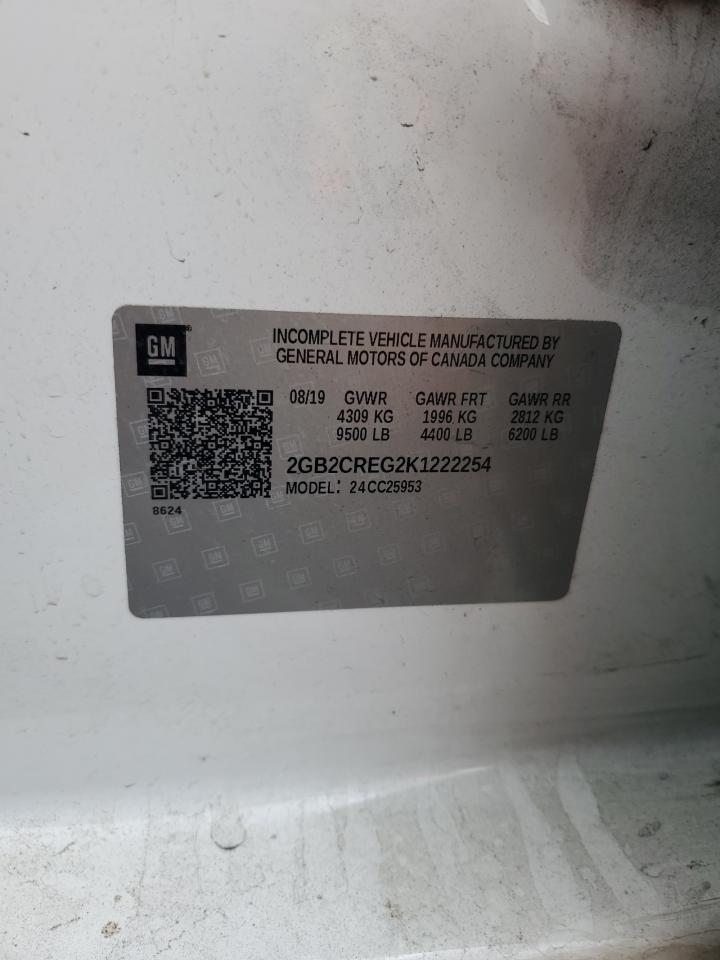 GM®
INCOMPLETE VEHICLE MANUFACTURED BY
GENERAL MOTORS OF CANADA COMPANY
08/19 GVWR GAWR FRT GAWR RR
4309 KG 1996 KG 2812 KG
9500 LB 4400 LB 6200 LB
2GB2CREG2K1222254
MODEL: 24CC25953
8624